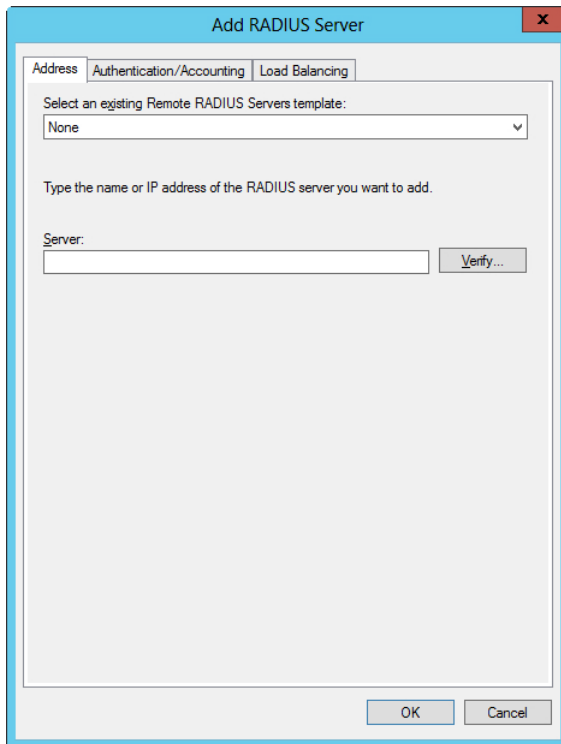 Add RADIUS Server
x
Address Authentication/Accounting Load Balancing
Select an existing Remote RADIUS Servers template:
None
Type the name or IP address of the RADIUS server you want to add.
Server:
Verify...
OK Cancel